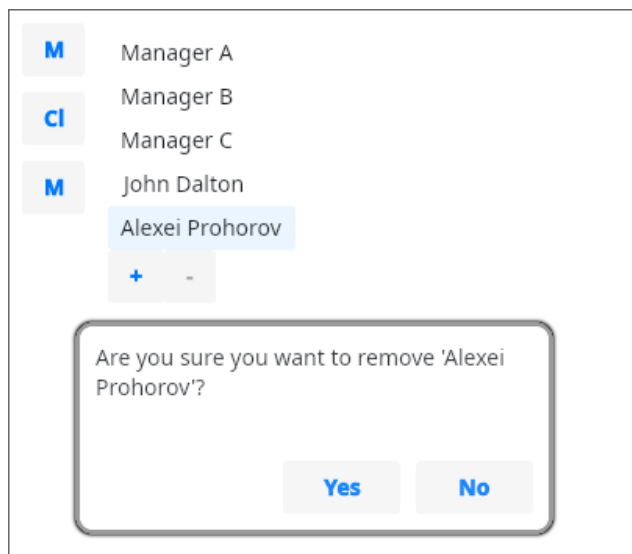 M
Manager A
Manager B
Cl
Manager C
M
John Dalton
Alexei Prohorov
+ -
Are you sure you want to remove 'Alexei
Prohorov'?
Yes No